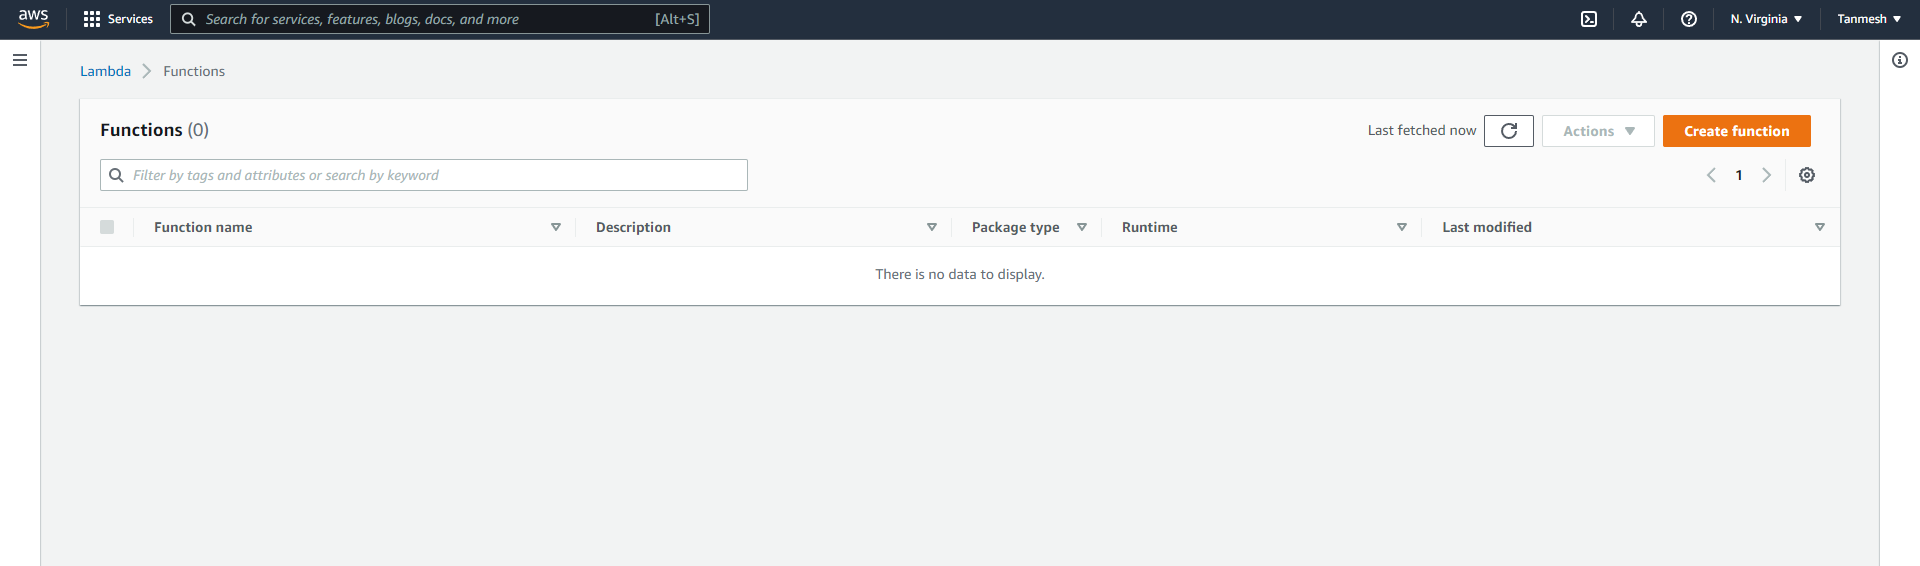 aws Services Search for services, features, blogs, docs, and more [Alt+S] N. Virginia Tanmesh
Lambda Functions
Functions (0) Last fetched now Actions Create function
Filter by tags and attributes or search by keyword 1
Function name Description Package type Runtime Last modified
There is no data to display.